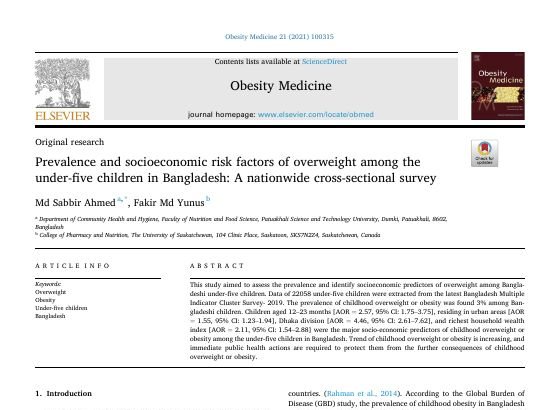 Obesity Medicine 21 (2021) 100315
Contents lists available at ScienceDirect
Obesity Medicine
journal homepage: www.elsevier.com/locate/obmed
ELSEVIER
Obesity
Medicine
Check for
updates
Original research
Prevalence and socioeconomic risk factors of overweight among the
under-five children in Bangladesh: A nationwide cross-sectional survey
Md Sabbir Ahmed a,*, Fakir Md Yunus b
a Department of Community Health and Hygiene, Faculty of Nutrition and Food Science, Patuakhali Science and Technology University, Dumki, Patuakhali, 8602,
Bangladesh
b College of Pharmacy and Nutrition, The University of Saskatchewan, 104 Clinic Place, Saskatoon, SKS7N2Z4, Saskatchewan, Canada
ARTICLE INFO
Keywords:
Overweight
Obesity
Under-five children
Bangladesh
ABSTRACT
This study aimed to assess the prevalence and identify socioeconomic predictors of overweight among Bangla-
deshi under-five children. Data of 22058 under-five children were extracted from the latest Bangladesh Multiple
Indicator Cluster Survey- 2019. The prevalence of childhood overweight or obesity was found 3% among Ban-
gladeshi children. Children aged 12–23 months [AOR = 2.57, 95% CI: 1.75–3.75], residing in urban areas [AOR
= 1.55, 95% CI: 1.23–1.94], Dhaka division [AOR = 4.46, 95% CI: 2.61–7.62], and richest household wealth
index [AOR = 2.11, 95% CI: 1.54–2.88] were the major socio-economic predictors of childhood overweight or
obesity among the under-five children in Bangladesh. Trend of childhood overweight or obesity is increasing, and
immediate public health actions are required to protect them from the further consequences of childhood
overweight or obesity.
1. Introduction
countries. (Rahman et al., 2014). According to the Global Burden of
Disease (GBD) study, the prevalence of childhood obesity in Bangladesh